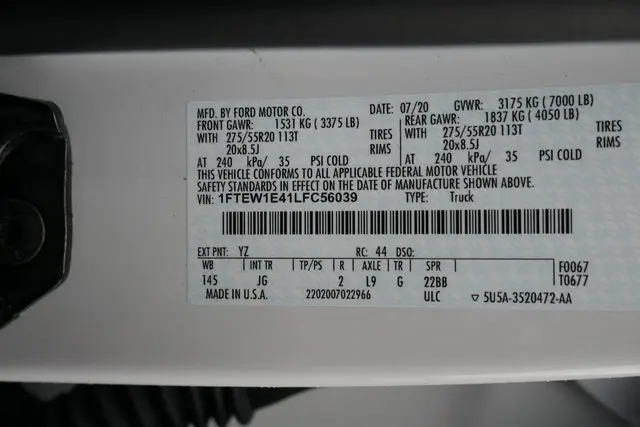 MFD. BY FORD MOTOR CO. DATE: 07/20 GVWR: 3175 KG ( 7000 LB)
FRONT GAWR: 1531 KG ( 3375 LB) REAR GAWR: 1837 KG ( 4050 LB)
WITH 275/55R20 113T TIRES WITH 275/55R20 113T TIRES
20x8.5J RIMS 20x8.5J RIMS
AT 240 kPa/ 35 PSI COLD AT 240 kPa/ 35 PSI COLD
THIS VEHICLE CONFORMS TO ALL APPLICABLE FEDERAL MOTOR VEHICLE
SAFETY STANDARDS IN EFFECT ON THE DATE OF MANUFACTURE SHOWN ABOVE.
VIN: 1FTEW1E41LFC56039 TYPE: Truck
EXT PNT: YZ RC: 44 DSO:
WB INT TR TP/PS R AXLE TR SPR F0067
145 JG 2 L9 G 22BB T0677
MADE IN U.S.A. 2202007022966 ULC ▽ 5U5A-3520472-AA